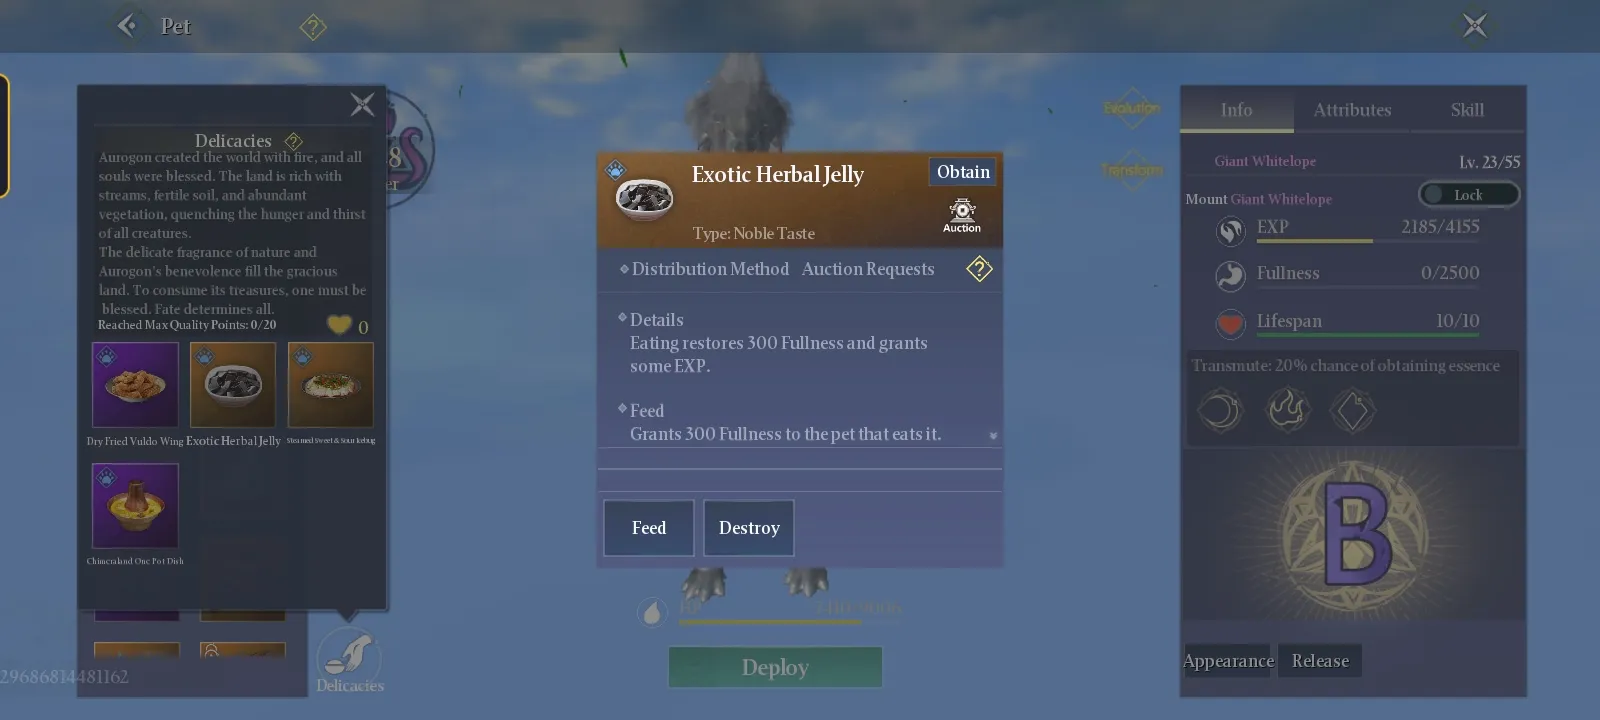 Pet
?
Delicacies ?
Aurogon created the world with fire, and all
souls were blessed. The land is rich with
streams, fertile soil, and abundant
vegetation, quenching the hunger and thirst
of all creatures.
The delicate fragrance of nature and
Aurogon's benevolence fill the gracious
land. To consume its treasures, one must be
blessed. Fate determines all.
Reached Max Quality Points: 0/20
0
Dry Fried Vuldo Wing
Exotic Herbal Jelly
Steamed Sweet & Sour Icebug
Chimeraland One Pot Dish
29686814481162
Delicacies
Exotic Herbal Jelly
Obtain
Auction
Type: Noble Taste
Distribution Method Auction Requests ?
Details
Eating restores 300 Fullness and grants
some EXP.
Feed
Grants 300 Fullness to the pet that eats it.
Feed
Destroy
HP
Deploy
Evolution
Transform
Info
Attributes
Skill
Giant Whitelope
Lv. 23/55
Mount Giant Whitelope
Lock
EXP 2185/4155
Fullness 0/2500
Lifespan 10/10
Transmute: 20% chance of obtaining essence
B
Appearance
Release